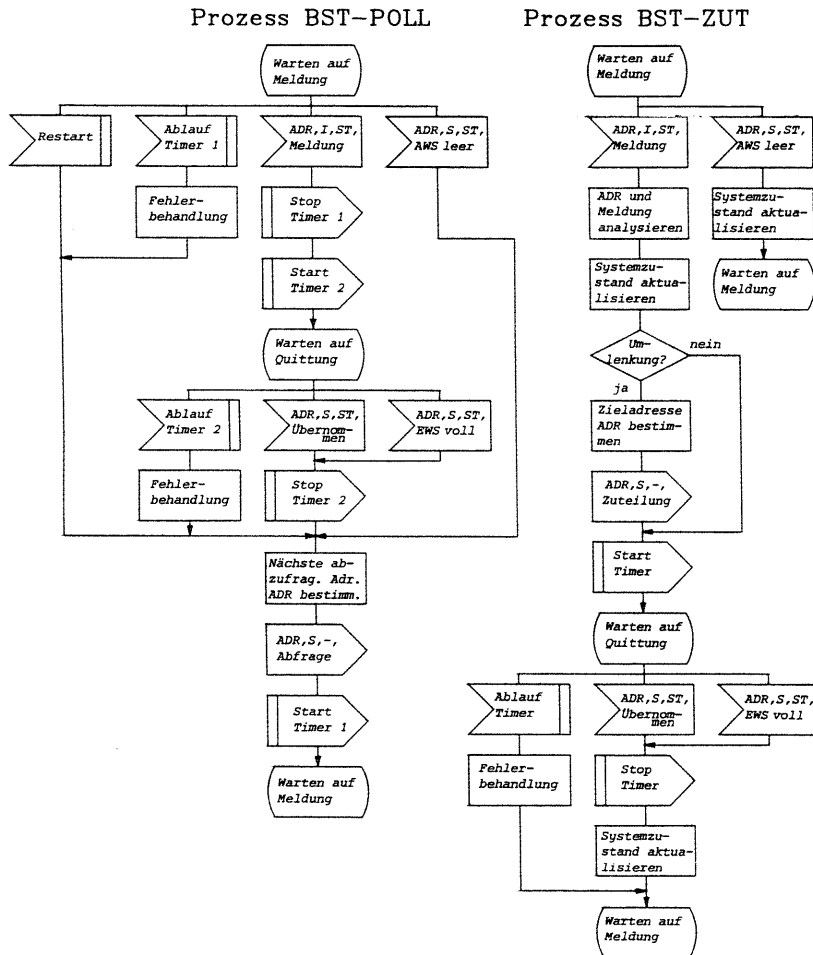 Prozess BST-POLL
Warten auf
Meldung
Restart
Ablauf
Timer 1
ADR,I,ST,
Meldung
ADR,S,ST,
AWS leer
Fehler-
behandlung
Stop
Timer 1
Start
Timer 2
Warten auf
Quittung
Ablauf
Timer 2
ADR,S,ST,
Übernom-
men
ADR,S,ST,
EWS voll
Fehler-
behandlung
Stop
Timer 2
Nächste ab-
zufrag. Adr.
ADR bestimm.
ADR,S,-,
Abfrage
Start
Timer 1
Warten auf
Meldung
Prozess BST-ZUT
Warten auf
Meldung
ADR,I,ST,
Meldung
ADR,S,ST,
AWS leer
ADR und
Meldung
analysieren
Systemzu-
stand aktua-
lisieren
Systemzu-
stand aktua-
lisieren
Warten auf
Meldung
Um-
lenkung?
nein
ja
Zieladresse
ADR bestim-
men
ADR,S,-,
Zuteilung
Start
Timer
Warten auf
Quittung
Ablauf
Timer
ADR,S,ST,
Übernom-
men
ADR,S,ST,
EWS voll
Fehler-
behandlung
Stop
Timer
Systemzu-
stand aktua-
lisieren
Warten auf
Meldung